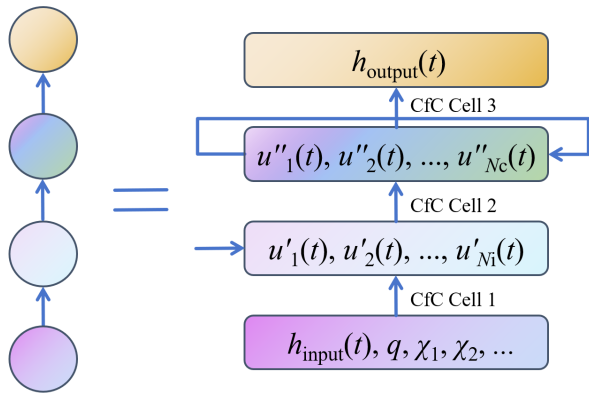 h_output(t)
CfC Cell 3
u''_1(t), u''_2(t), ..., u''_Nc(t)
CfC Cell 2
u'_1(t), u'_2(t), ..., u'_Ni(t)
CfC Cell 1
h_input(t), q, χ_1, χ_2, ...